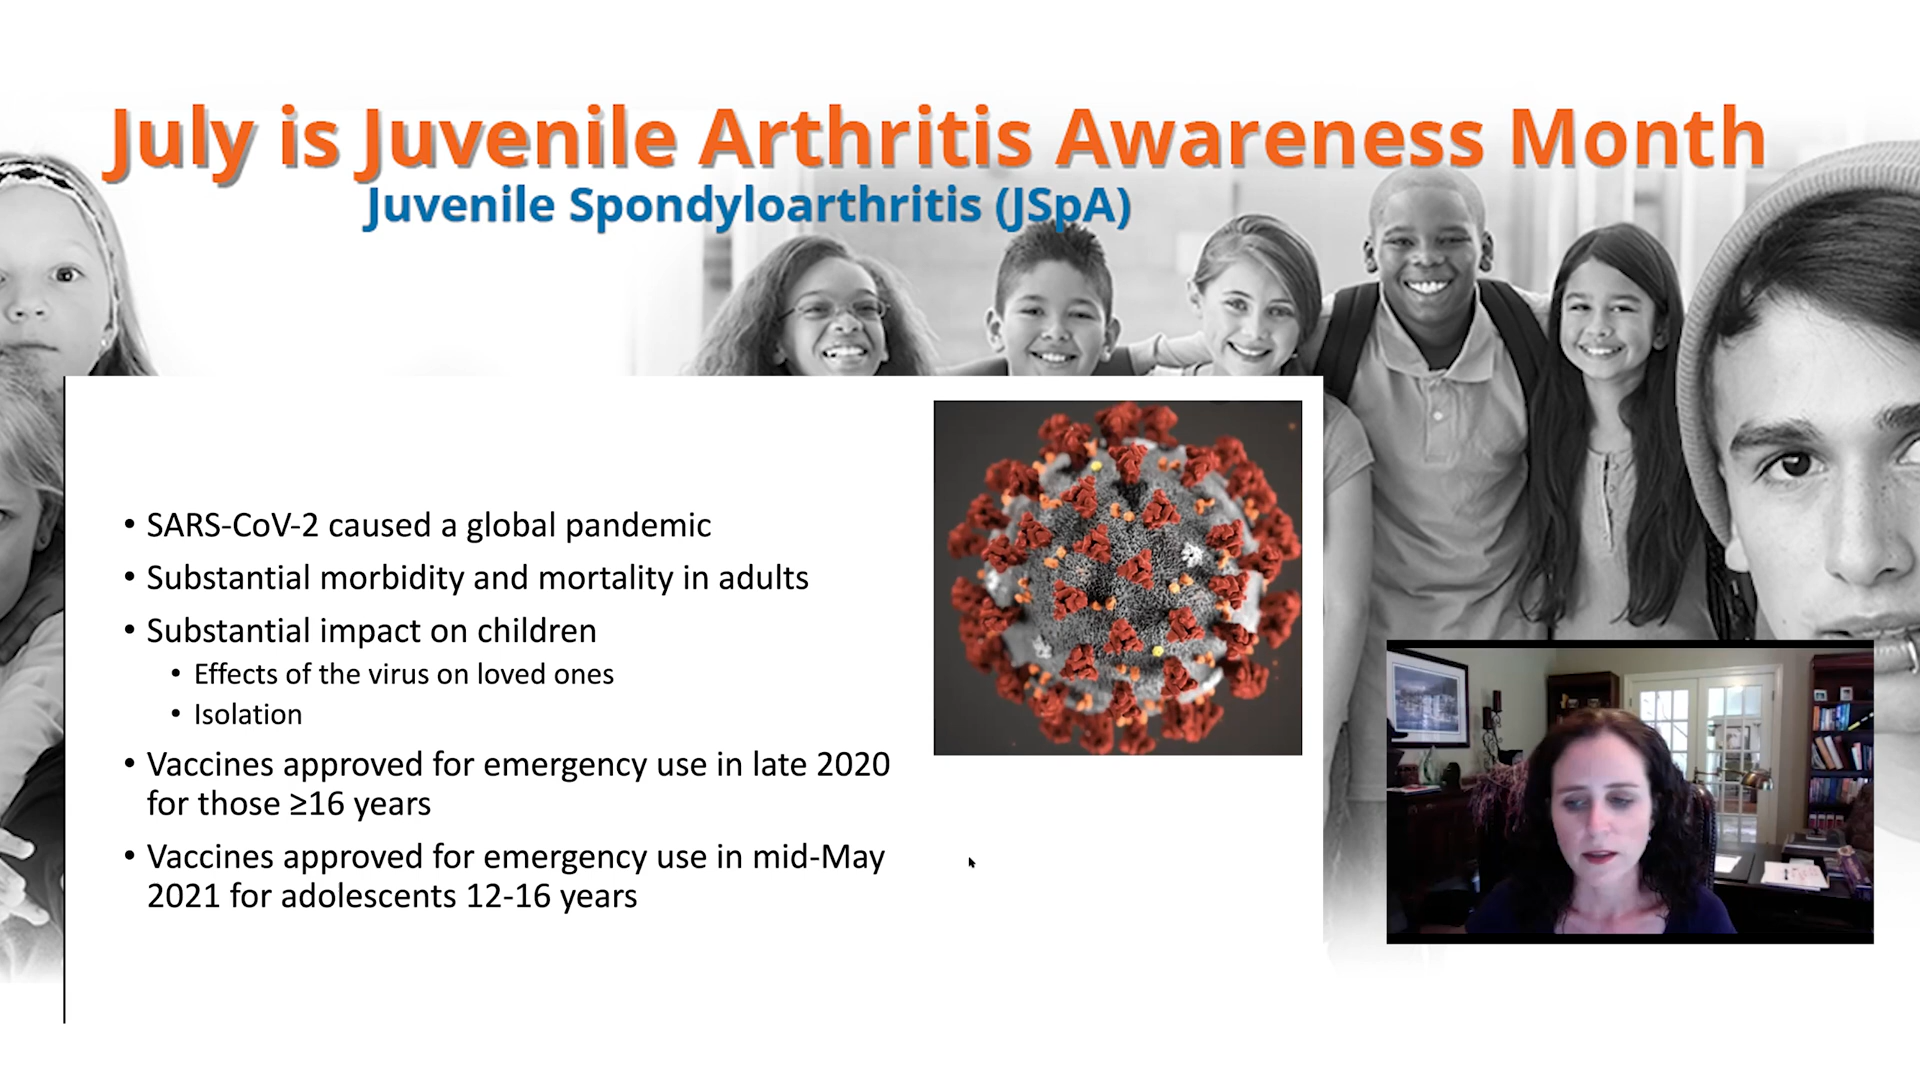 July is Juvenile Arthritis Awareness Month
Juvenile Spondyloarthritis (JSpA)
• SARS-CoV-2 caused a global pandemic
• Substantial morbidity and mortality in adults
• Substantial impact on children
• Effects of the virus on loved ones
• Isolation
• Vaccines approved for emergency use in late 2020
for those ≥16 years
• Vaccines approved for emergency use in mid-May
2021 for adolescents 12-16 years